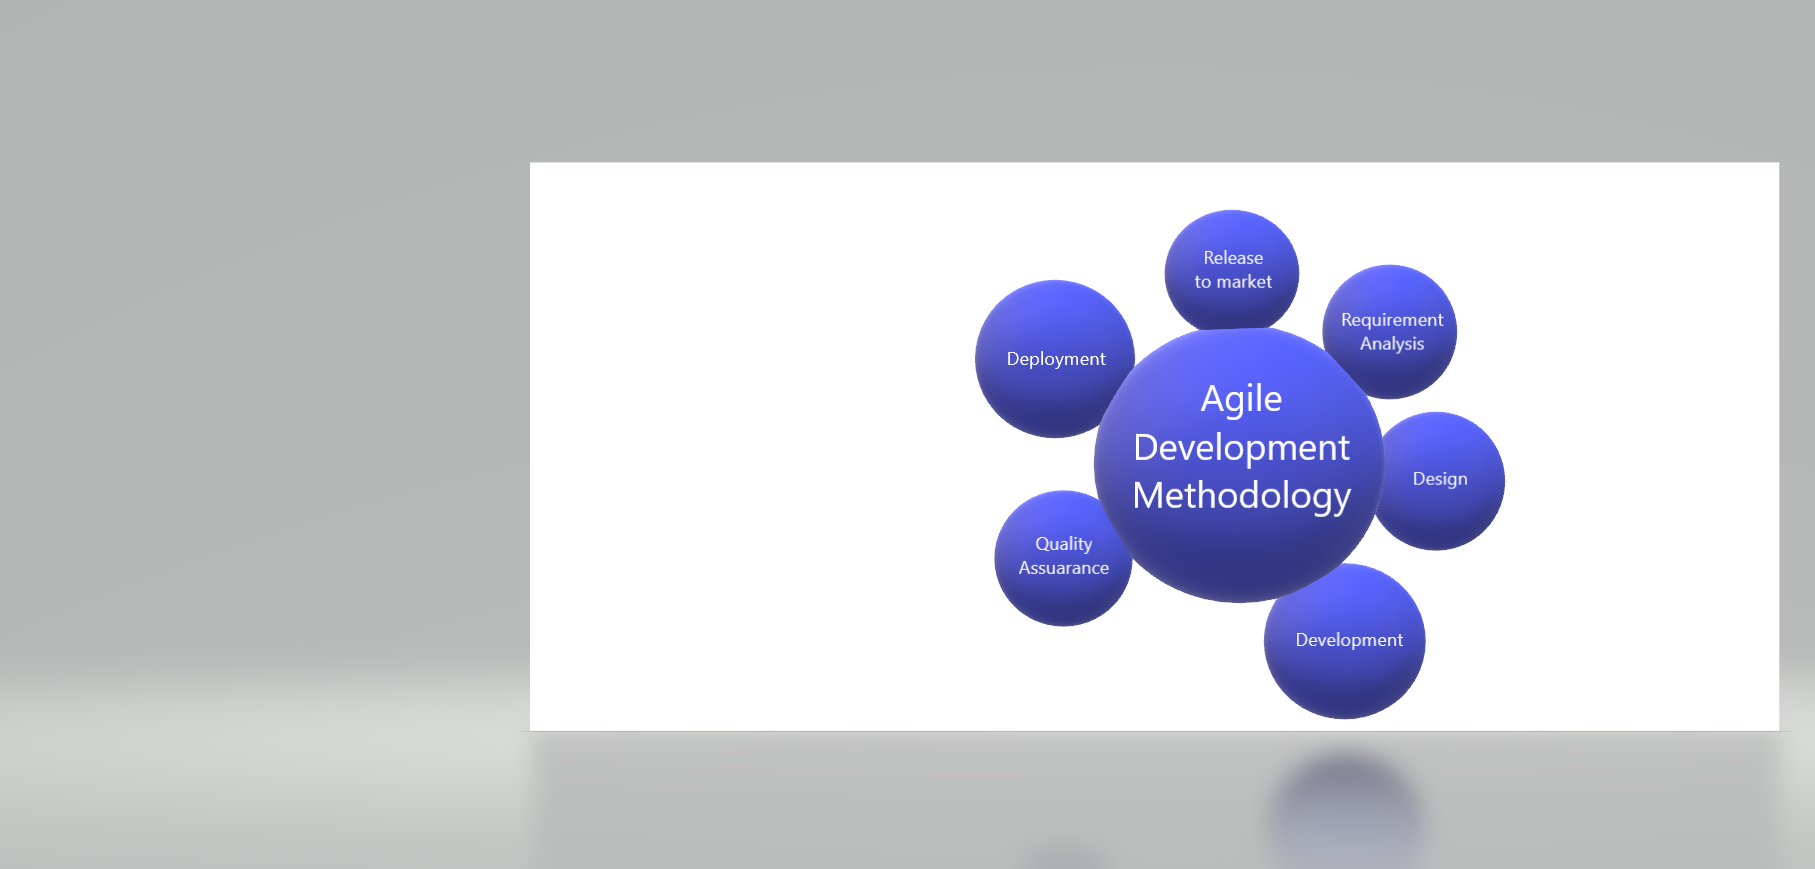 Release
to market
Requirement
Analysis
Deployment
Agile
Development
Methodology
Design
Quality
Assuarance
Development